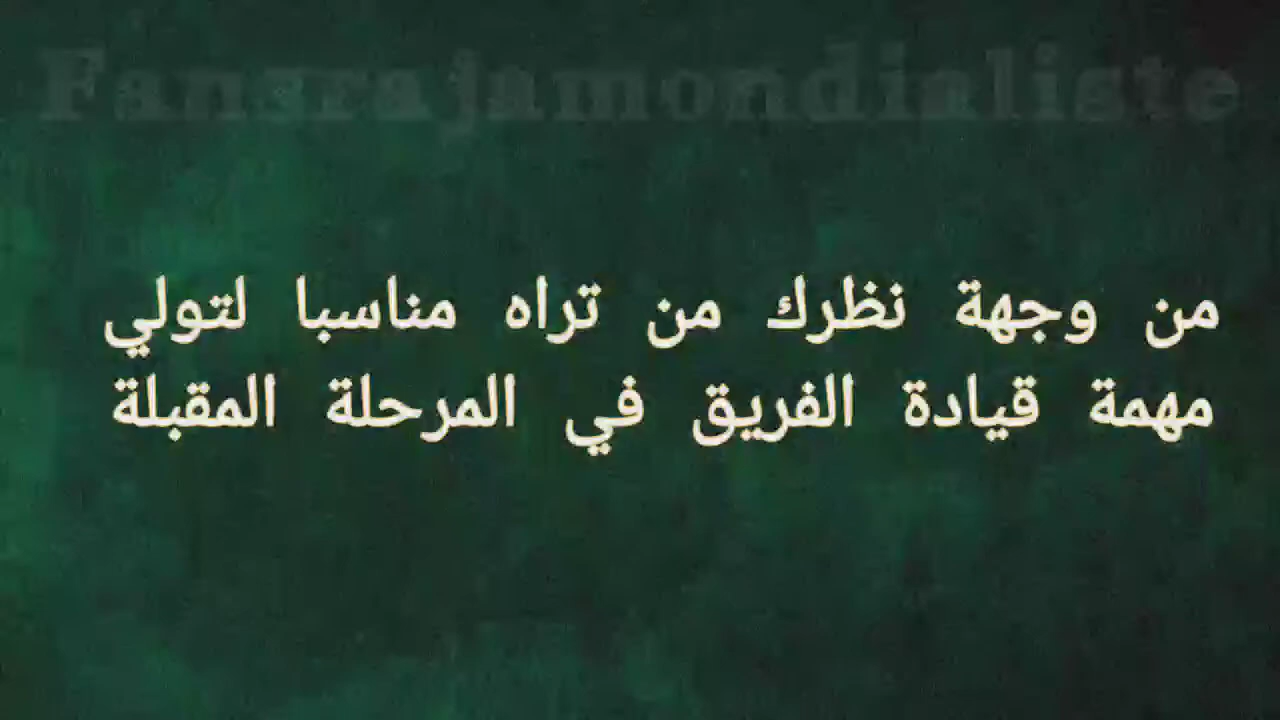 Fansrajamondialiste
من وجهة نظرك من تراه مناسبا لتولي
مهمة قيادة الفريق في المرحلة المقبلة